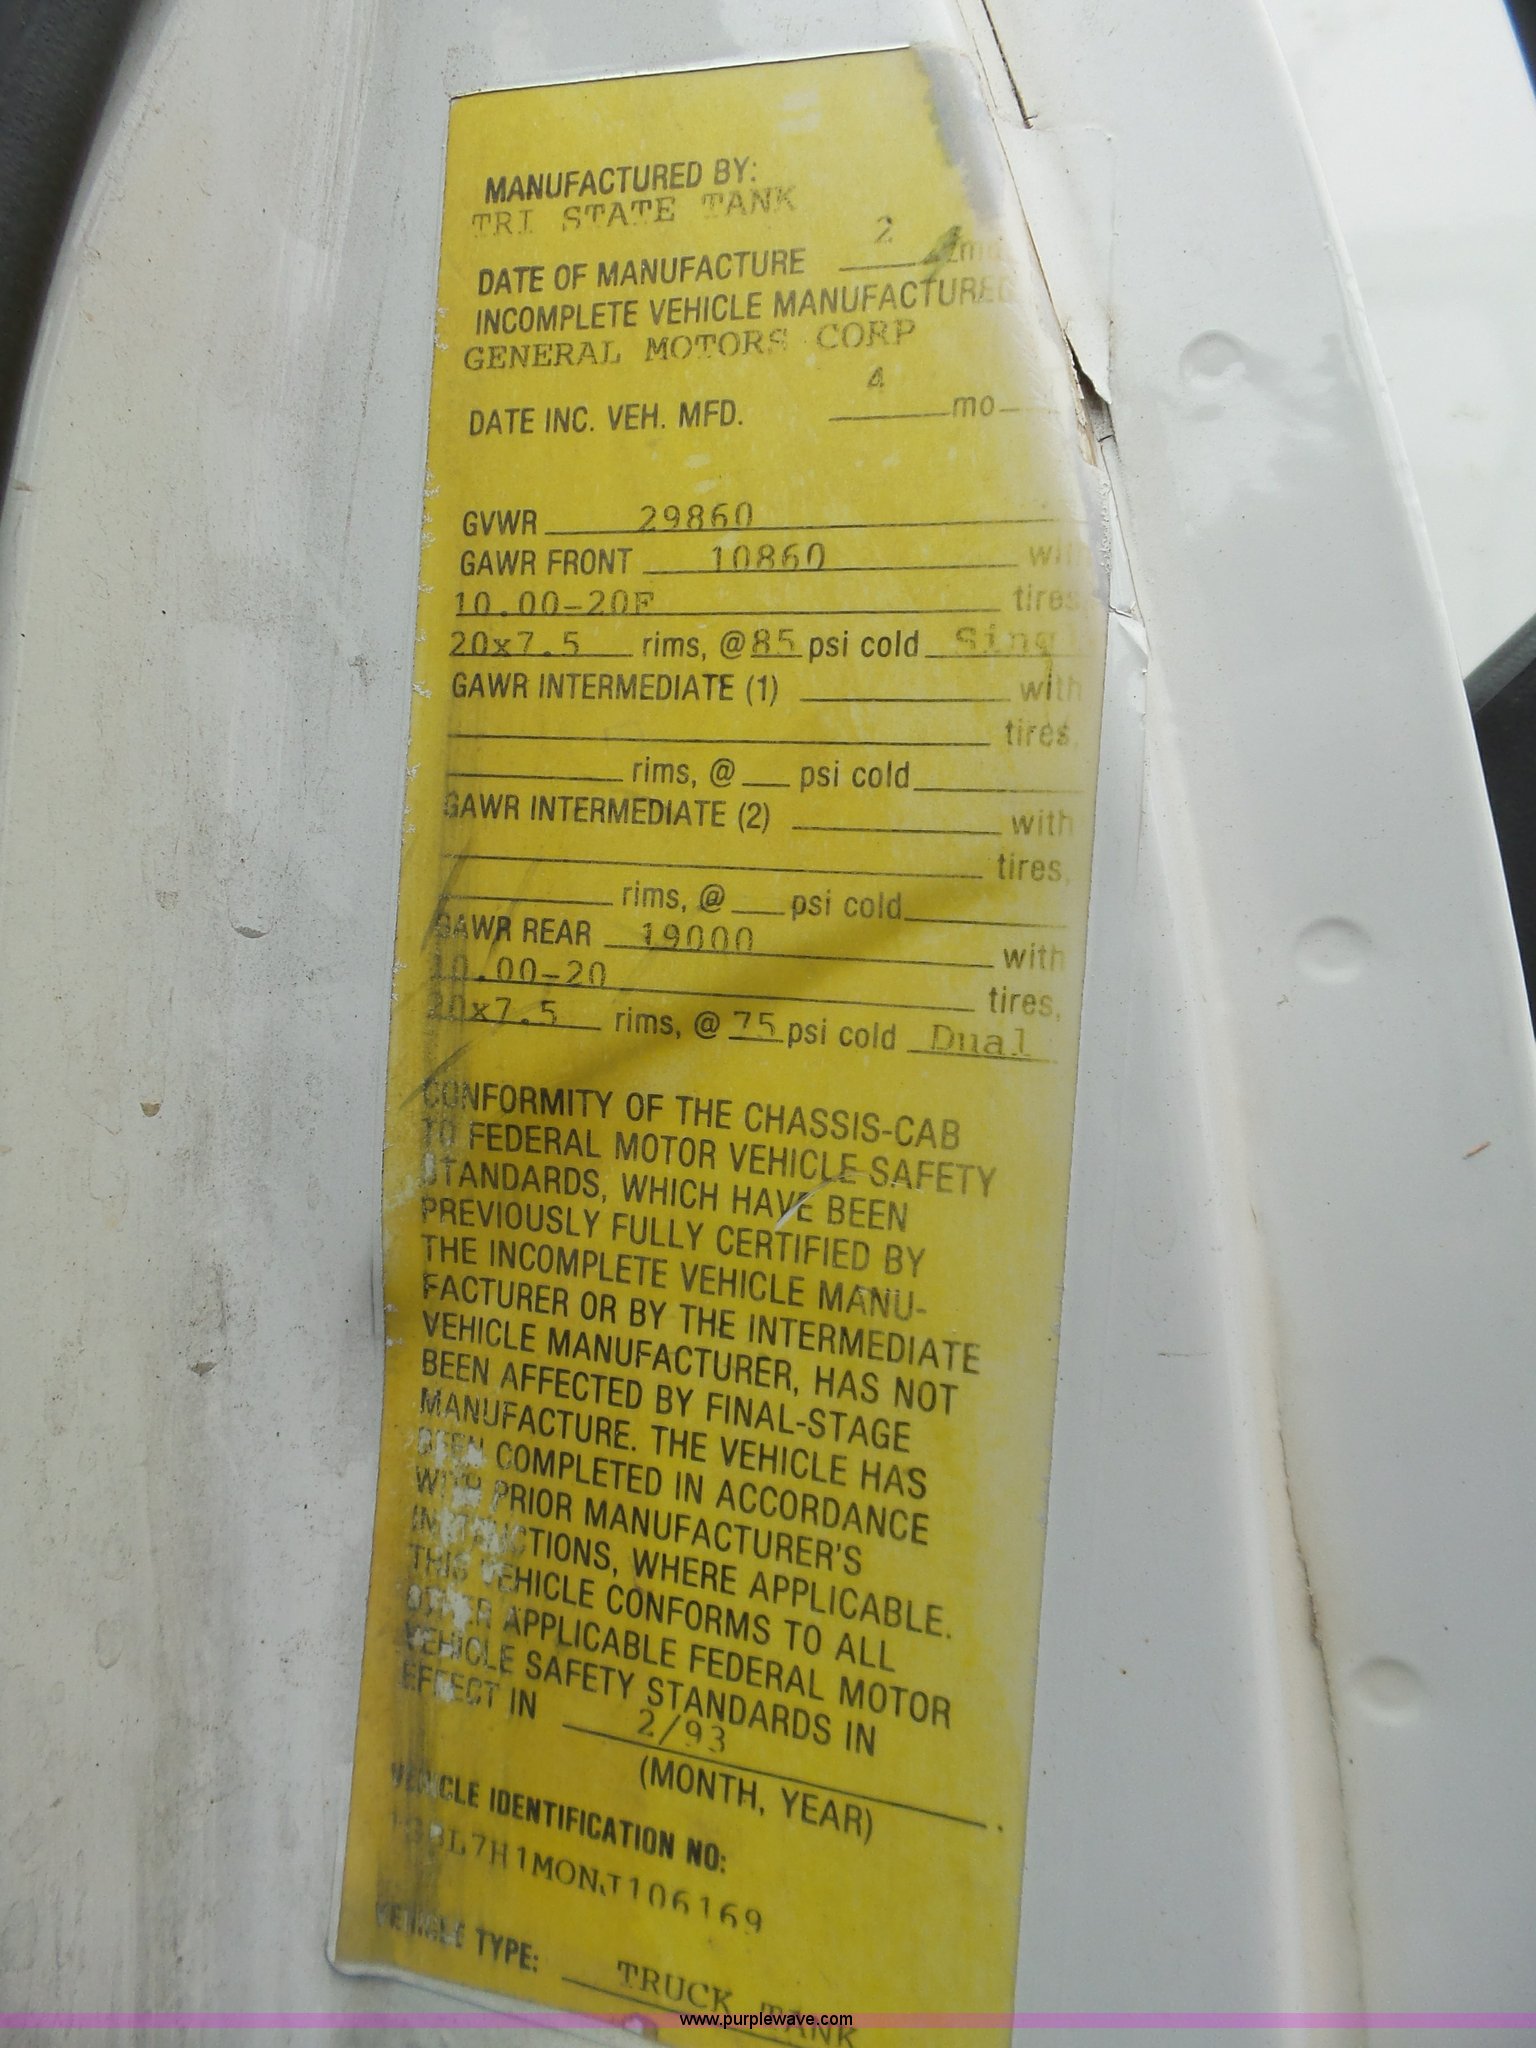 MANUFACTURED BY:
TRI STATE TANK
DATE OF MANUFACTURE 2
INCOMPLETE VEHICLE MANUFACTURED
GENERAL MOTORS CORP
DATE INC. VEH. MFD. 4 mo
GVWR 29860
GAWR FRONT 10860 with
10.00-20F tires,
20x7.5 rims, @ 85 psi cold
GAWR INTERMEDIATE (1) with
tires,
rims, @ psi cold
GAWR INTERMEDIATE (2) with
tires,
rims, @ psi cold
GAWR REAR 19000 with
10.00-20 tires,
20x7.5 rims, @ 75 psi cold Dual
CONFORMITY OF THE CHASSIS-CAB
TO FEDERAL MOTOR VEHICLE SAFETY
STANDARDS, WHICH HAVE BEEN
PREVIOUSLY FULLY CERTIFIED BY
THE INCOMPLETE VEHICLE MANU-
FACTURER OR BY THE INTERMEDIATE
VEHICLE MANUFACTURER, HAS NOT
BEEN AFFECTED BY FINAL-STAGE
MANUFACTURE. THE VEHICLE HAS
BEEN COMPLETED IN ACCORDANCE
WITH PRIOR MANUFACTURER'S
INSTRUCTIONS, WHERE APPLICABLE.
THIS VEHICLE CONFORMS TO ALL
OTHER APPLICABLE FEDERAL MOTOR
VEHICLE SAFETY STANDARDS IN
EFFECT IN 2/93
(MONTH, YEAR) .
VEHICLE IDENTIFICATION NO:
VEHICLE TYPE: TRUCK TANK
www.purplewave.com